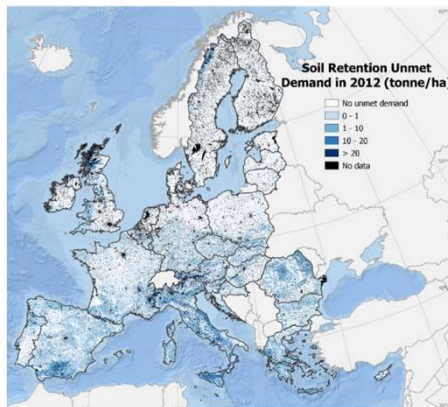 Soil Retention Unmet
Demand in 2012 (tonne/ha)
No unmet demand
0 - 1
1 - 10
10 - 20
> 20
No data